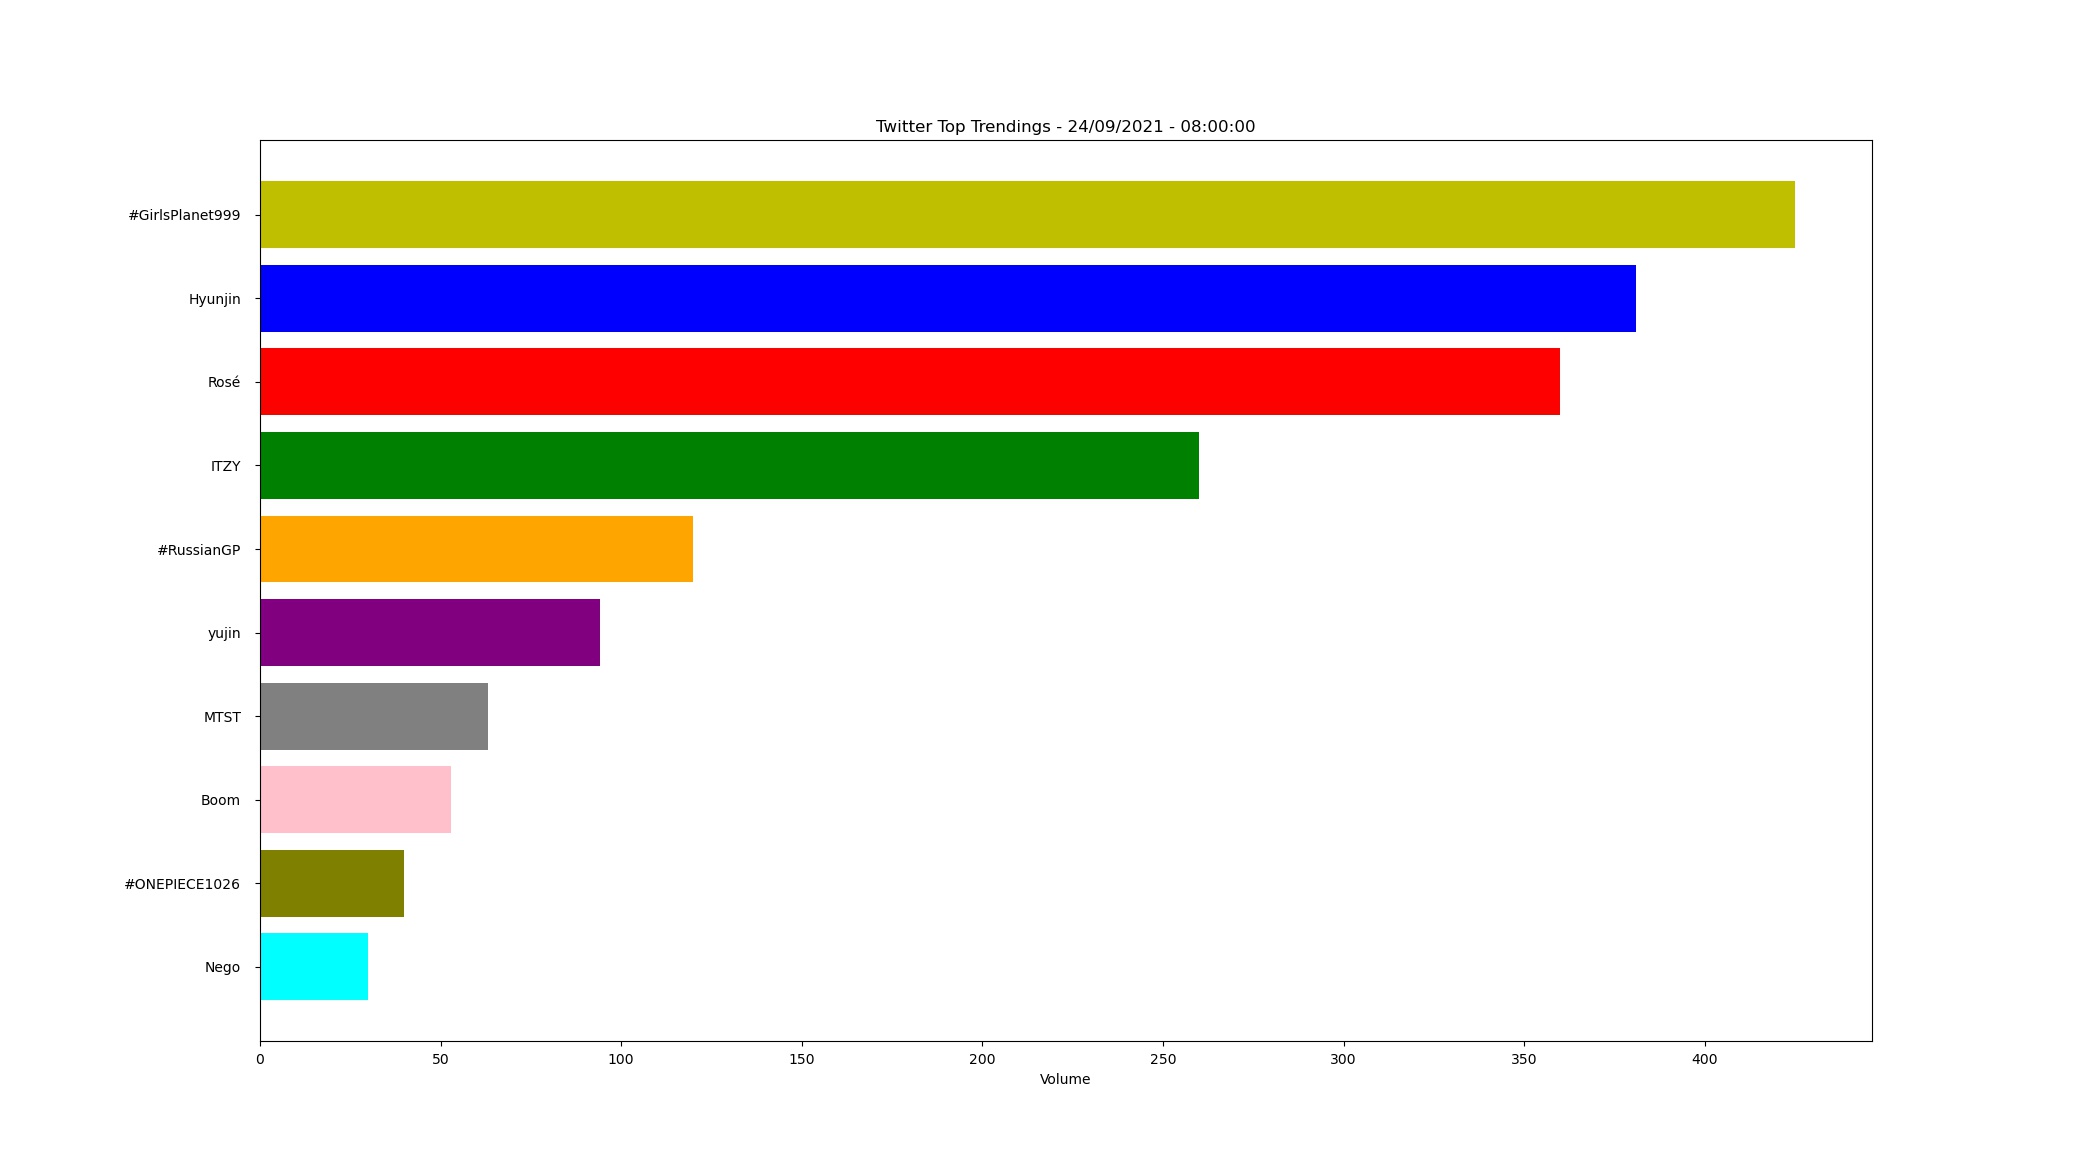 Twitter Top Trendings - 24/09/2021 - 08:00:00
#GirlsPlanet999
Hyunjin
Rosé
ITZY
#RussianGP
yujin
MTST
Boom
#ONEPIECE1026
Nego
0 50 100 150 200 250 300 350 400
Volume